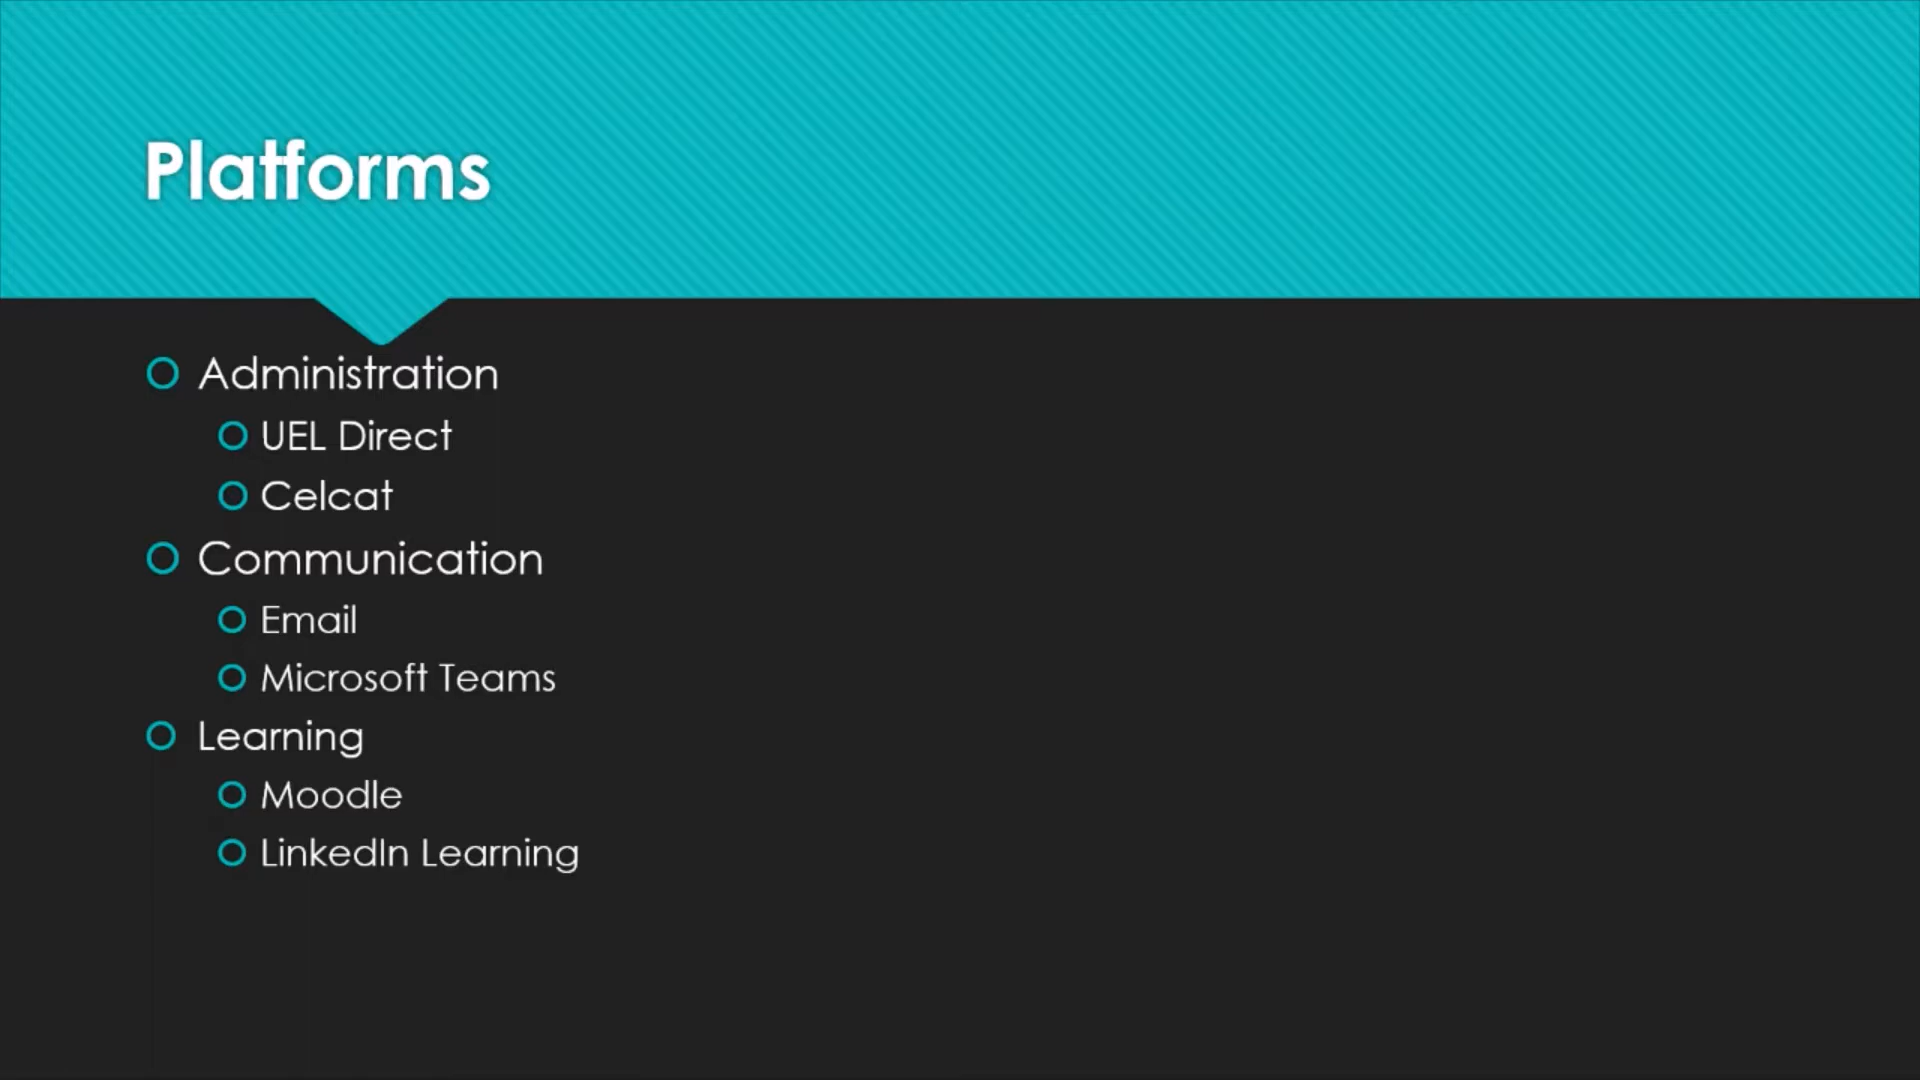 Platforms
Administration
UEL Direct
Celcat
Communication
Email
Microsoft Teams
Learning
Moodle
LinkedIn Learning